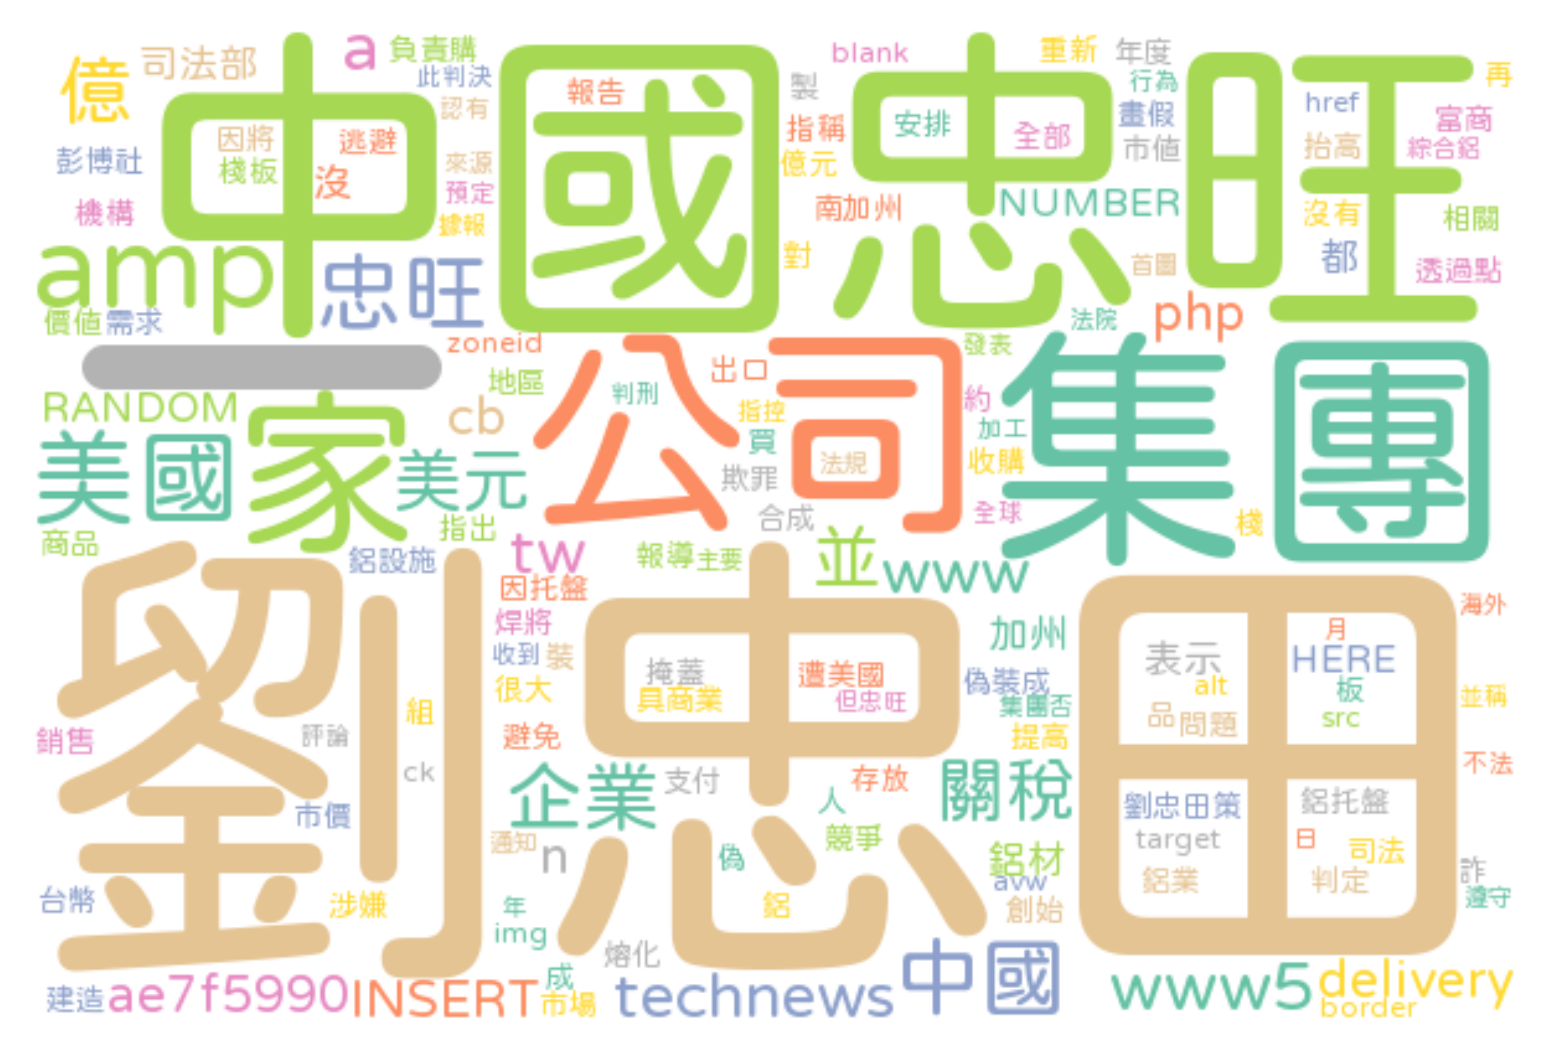 億 司法部 a 負責購 blank 重新 年度
此判決 製 行為 再
中國忠旺
報告 href
因將 逃避 認有 指稱 安排 全部 畫假 富商
彭博社 棧板 沒 來源 億元 市值 抬高 綜合鋁
機構 預定 南加州 NUMBER 沒有 相關
據報 對 首圖 都 透過點
amp 忠旺 php
價值 需求 法院
一 zoneid 出口 發表
RANDOM 地區 判刑 指控 約
家 公司 集團
cb 買 加工
美國 美元 欺罪 法規 收購
商品 指出 合成 全球 棧
鋁設施 tw 報導 主要 並 www
劉忠田
因托盤 焊將 加州 月 海外
收到 裝 掩蓋 遭美國 偽裝成 表示 HERE
很大 具商業 但忠旺 集團否 alt 板 並稱
銷售 評論 組 避免 提高 品 問題 src
ck 企業 支付 存放 關稅 不法
市價 人 劉忠田策 鋁托盤
通知 n 偽 競爭 鋁材 target 日 司法
台幣 涉嫌 年 鋁 avw 鋁業 判定 詐
img 創始 遵守
熔化 成
建造 ae7f5990 INSERT 市場 technews 中國 www5 delivery
border